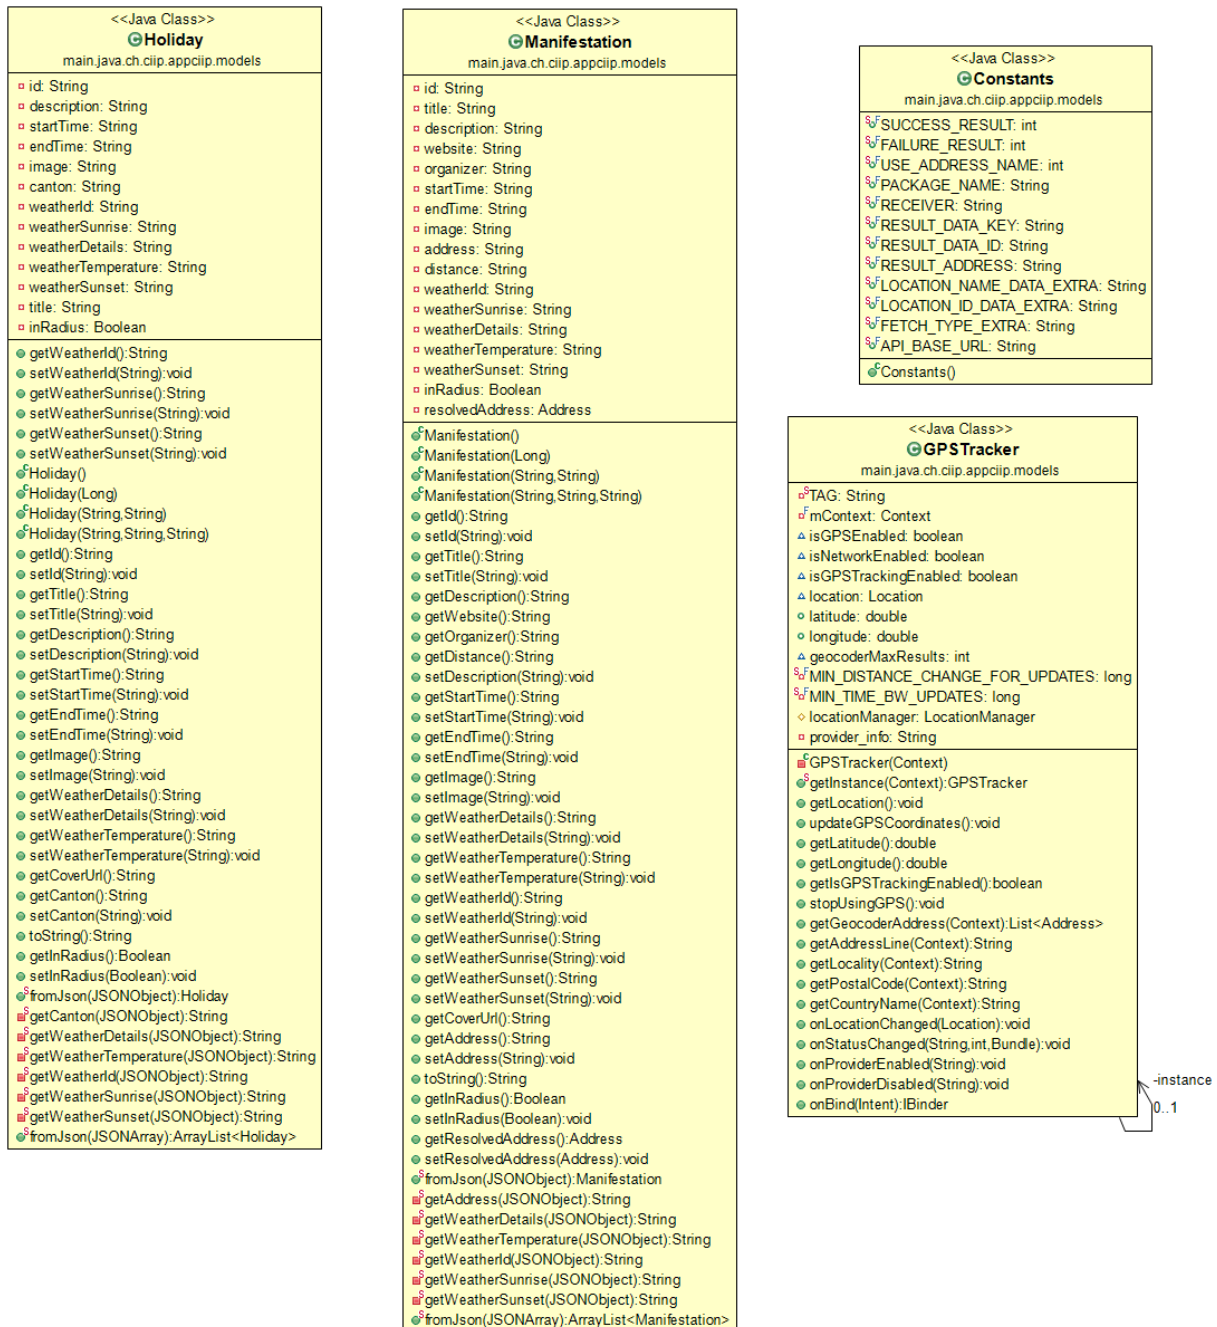 <<Java Class>>
Holiday
main.java.ch.ciip.appciip.models
id: String
description: String
startTime: String
endTime: String
image: String
canton: String
weatherId: String
weatherSunrise: String
weatherDetails: String
weatherTemperature: String
weatherSunset: String
title: String
inRadius: Boolean
getWeatherId():String
setWeatherId(String):void
getWeatherSunrise():String
setWeatherSunrise(String):void
getWeatherSunset():String
setWeatherSunset(String):void
Holiday()
Holiday(Long)
Holiday(String,String)
Holiday(String,String,String)
getId():String
setId(String):void
getTitle():String
setTitle(String):void
getDescription():String
setDescription(String):void
getStartTime():String
setStartTime(String):void
getEndTime():String
setEndTime(String):void
getImage():String
setImage(String):void
getWeatherDetails():String
setWeatherDetails(String):void
getWeatherTemperature():String
setWeatherTemperature(String):void
getCoverUrl():String
getCanton():String
setCanton(String):void
toString():String
getInRadius():Boolean
setInRadius(Boolean):void
fromJson(JSONObject):Holiday
getCanton(JSONObject):String
getWeatherDetails(JSONObject):String
getWeatherTemperature(JSONObject):String
getWeatherId(JSONObject):String
getWeatherSunrise(JSONObject):String
getWeatherSunset(JSONObject):String
fromJson(JSONArray):ArrayList<Holiday>
<<Java Class>>
Manifestation
main.java.ch.ciip.appciip.models
id: String
title: String
description: String
website: String
organizer: String
startTime: String
endTime: String
image: String
address: String
distance: String
weatherId: String
weatherSunrise: String
weatherDetails: String
weatherTemperature: String
weatherSunset: String
inRadius: Boolean
resolvedAddress: Address
Manifestation()
Manifestation(Long)
Manifestation(String,String)
Manifestation(String,String,String)
getId():String
setId(String):void
getTitle():String
setTitle(String):void
getDescription():String
getWebsite():String
getOrganizer():String
getDistance():String
setDescription(String):void
getStartTime():String
setStartTime(String):void
getEndTime():String
setEndTime(String):void
getImage():String
setImage(String):void
getWeatherDetails():String
setWeatherDetails(String):void
getWeatherTemperature():String
setWeatherTemperature(String):void
getWeatherId():String
setWeatherId(String):void
getWeatherSunrise():String
setWeatherSunrise(String):void
getWeatherSunset():String
setWeatherSunset(String):void
getCoverUrl():String
getAddress():String
setAddress(String):void
toString():String
getInRadius():Boolean
setInRadius(Boolean):void
getResolvedAddress():Address
setResolvedAddress(Address):void
fromJson(JSONObject):Manifestation
getAddress(JSONObject):String
getWeatherDetails(JSONObject):String
getWeatherTemperature(JSONObject):String
getWeatherId(JSONObject):String
getWeatherSunrise(JSONObject):String
getWeatherSunset(JSONObject):String
fromJson(JSONArray):ArrayList<Manifestation>
<<Java Class>>
Constants
main.java.ch.ciip.appciip.models
SUCCESS_RESULT: int
FAILURE_RESULT: int
USE_ADDRESS_NAME: int
PACKAGE_NAME: String
RECEIVER: String
RESULT_DATA_KEY: String
RESULT_DATA_ID: String
RESULT_ADDRESS: String
LOCATION_NAME_DATA_EXTRA: String
LOCATION_ID_DATA_EXTRA: String
FETCH_TYPE_EXTRA: String
API_BASE_URL: String
Constants()
<<Java Class>>
GPSTracker
main.java.ch.ciip.appciip.models
TAG: String
mContext: Context
isGPSEnabled: boolean
isNetworkEnabled: boolean
isGPSTrackingEnabled: boolean
location: Location
latitude: double
longitude: double
geocoderMaxResults: int
MIN_DISTANCE_CHANGE_FOR_UPDATES: long
MIN_TIME_BW_UPDATES: long
locationManager: LocationManager
provider_info: String
GPSTracker(Context)
getInstance(Context):GPSTracker
getLocation():void
updateGPSCoordinates():void
getLatitude():double
getLongitude():double
getIsGPSTrackingEnabled():boolean
stopUsingGPS():void
getGeocoderAddress(Context):List<Address>
getAddressLine(Context):String
getLocality(Context):String
getPostalCode(Context):String
getCountryName(Context):String
onLocationChanged(Location):void
onStatusChanged(String,int,Bundle):void
onProviderEnabled(String):void
onProviderDisabled(String):void
onBind(Intent):IBinder
-instance
0..1